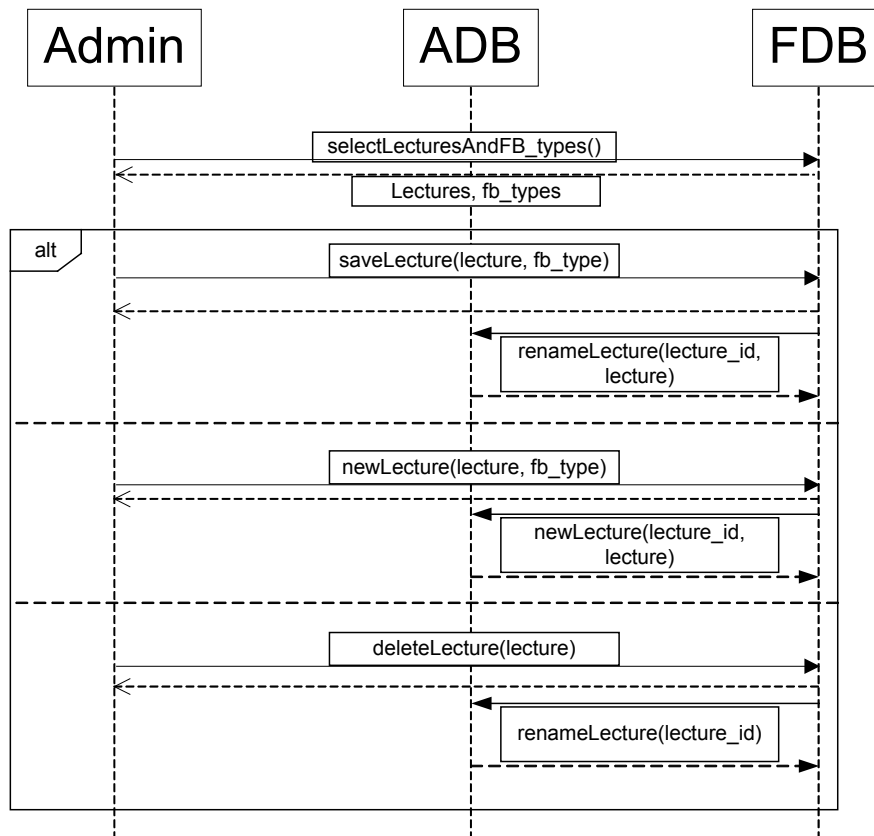 Admin
ADB
FDB
selectLecturesAndFB_types()
Lectures, fb_types
alt
saveLecture(lecture, fb_type)
renameLecture(lecture_id,
lecture)
newLecture(lecture, fb_type)
newLecture(lecture_id,
lecture)
deleteLecture(lecture)
renameLecture(lecture_id)